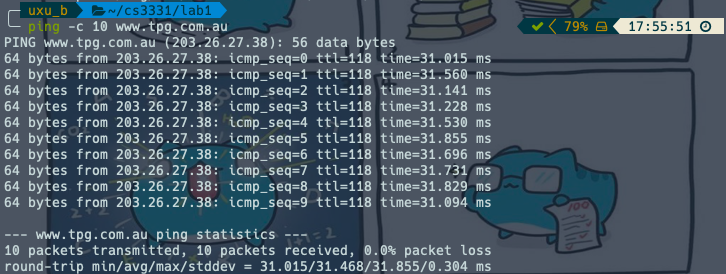 uxu_b ~/cs3331/lab1
ping -c 10 www.tpg.com.au 79% 17:55:51
PING www.tpg.com.au (203.26.27.38): 56 data bytes
64 bytes from 203.26.27.38: icmp_seq=0 ttl=118 time=31.015 ms
64 bytes from 203.26.27.38: icmp_seq=1 ttl=118 time=31.560 ms
64 bytes from 203.26.27.38: icmp_seq=2 ttl=118 time=31.141 ms
64 bytes from 203.26.27.38: icmp_seq=3 ttl=118 time=31.228 ms
64 bytes from 203.26.27.38: icmp_seq=4 ttl=118 time=31.530 ms
64 bytes from 203.26.27.38: icmp_seq=5 ttl=118 time=31.855 ms
64 bytes from 203.26.27.38: icmp_seq=6 ttl=118 time=31.696 ms
64 bytes from 203.26.27.38: icmp_seq=7 ttl=118 time=31.731 ms
64 bytes from 203.26.27.38: icmp_seq=8 ttl=118 time=31.829 ms
64 bytes from 203.26.27.38: icmp_seq=9 ttl=118 time=31.094 ms
--- www.tpg.com.au ping statistics ---
10 packets transmitted, 10 packets received, 0.0% packet loss
round-trip min/avg/max/stddev = 31.015/31.468/31.855/0.304 ms
CO2
2+2
1+1=2
100